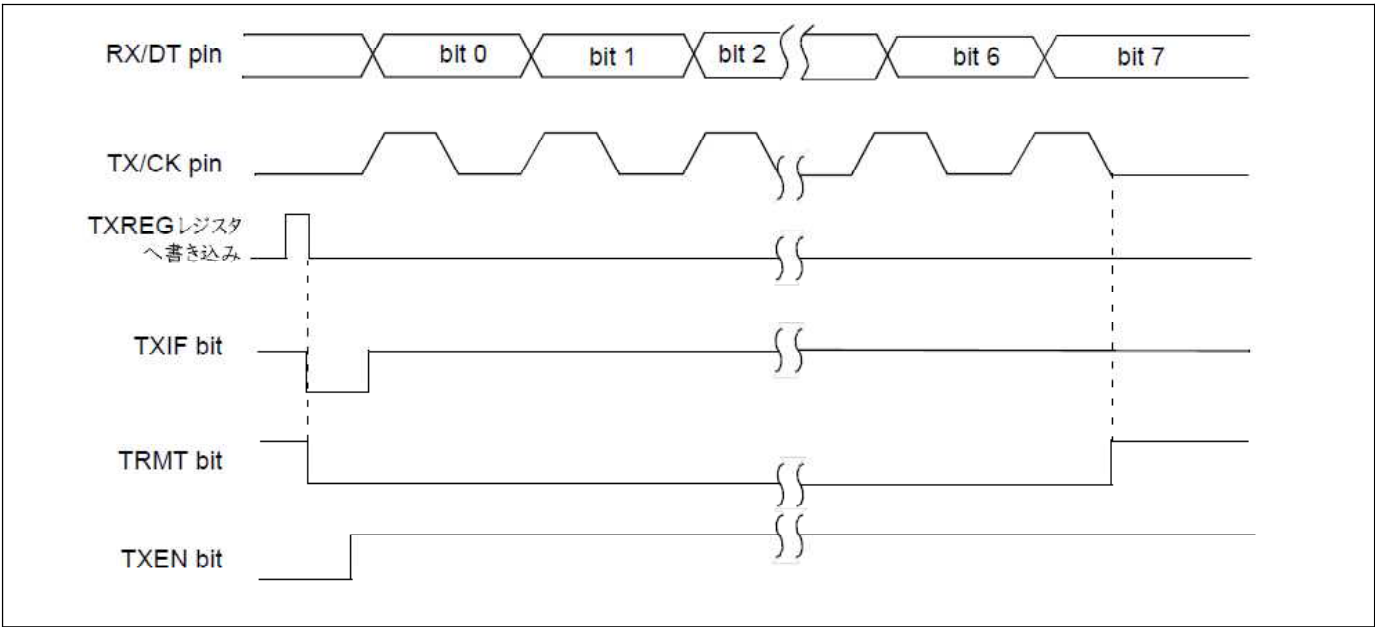 RX/DT pin
bit 0
bit 1
bit 2
bit 6
bit 7
TX/CK pin
TXREGレジスタ
へ書き込み
TXIF bit
TRMT bit
TXEN bit